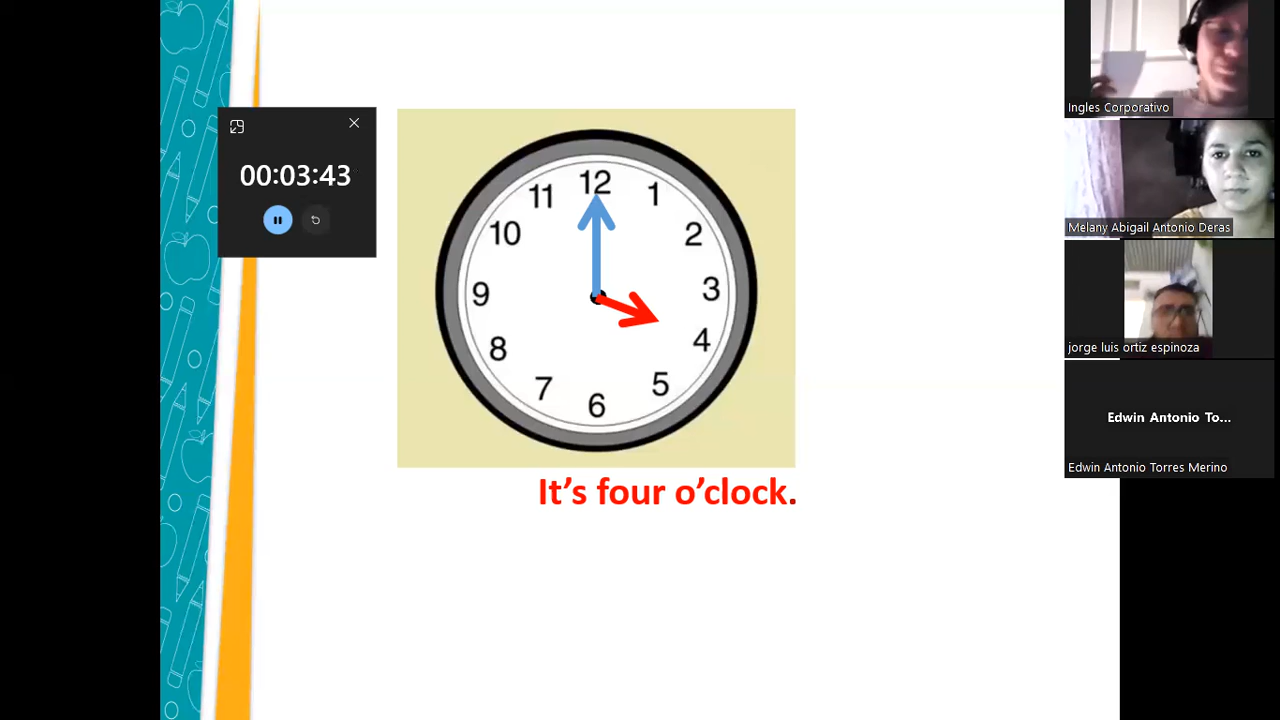 00:03:43
12
11
1
10
2
9
3
8
4
7
5
6
It’s four o’clock.
Ingles Corporativo
Melany Abigail Antonio Deras
jorge luis ortiz espinoza
Edwin Antonio To...
Edwin Antonio Torres Merino